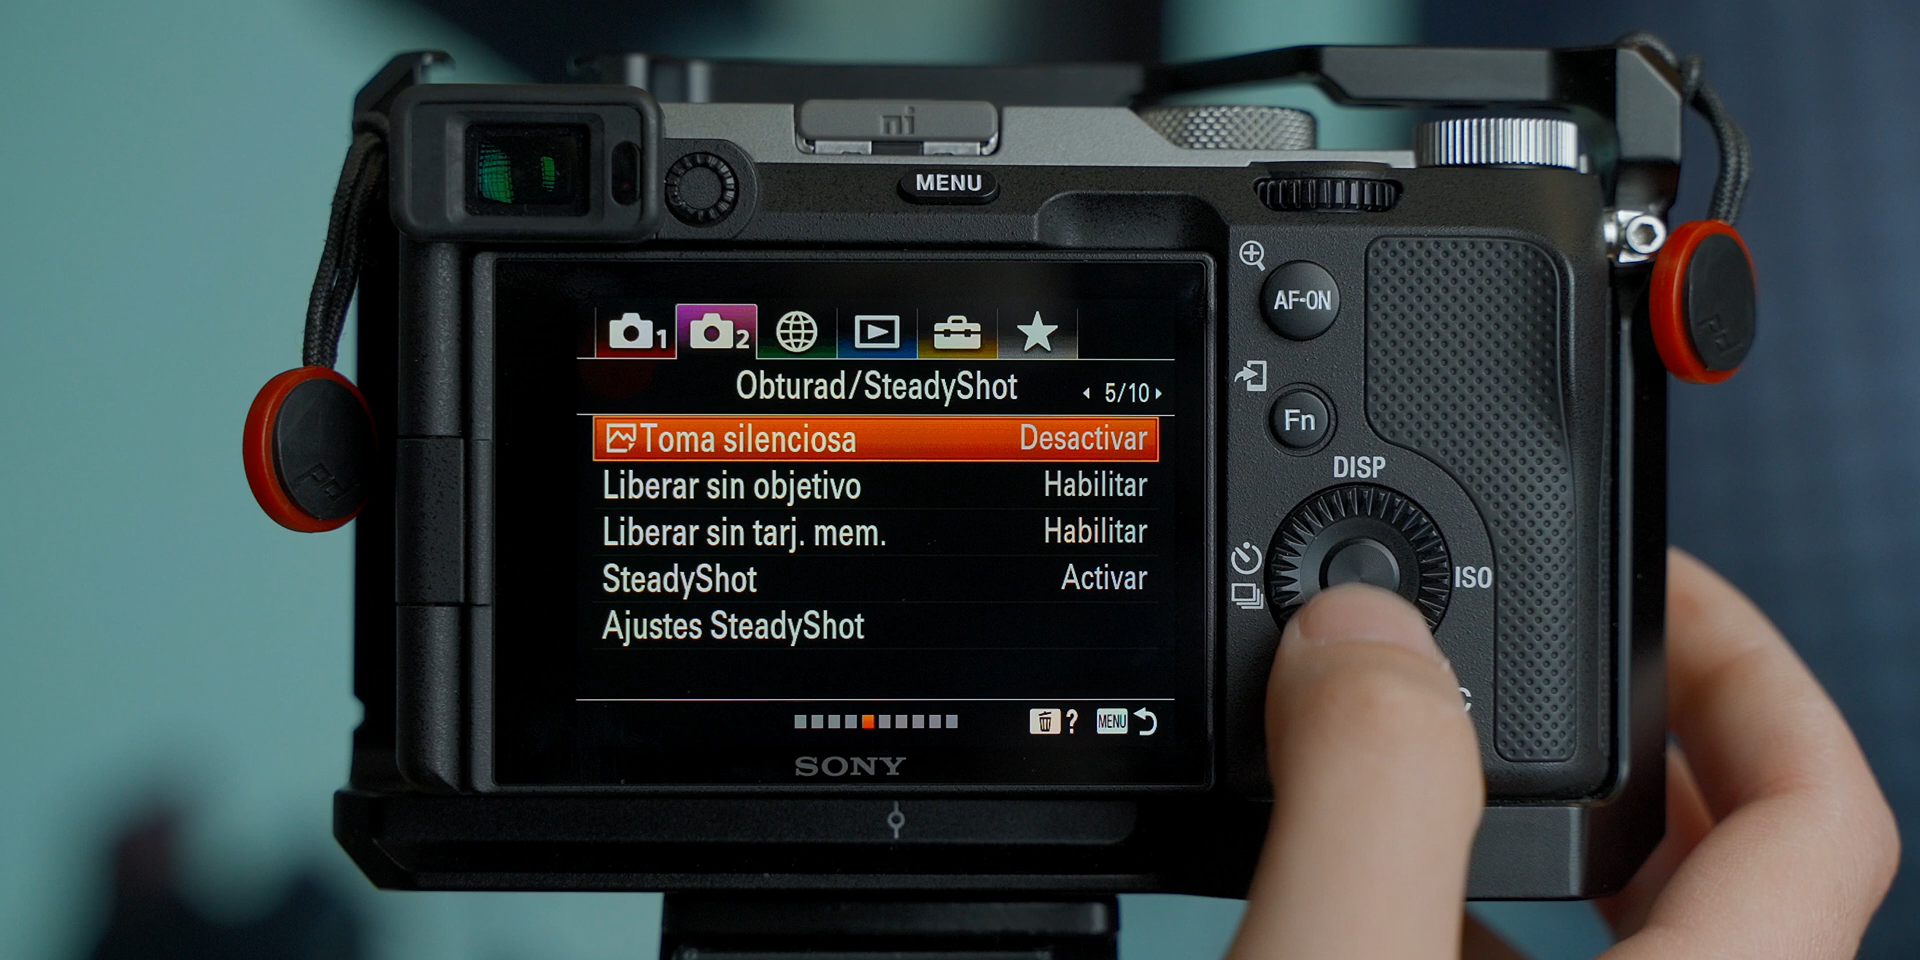 MENU
AF-ON
1
2
Obturad/SteadyShot 5/10
Toma silenciosa Desactivar
Liberar sin objetivo Habilitar
Liberar sin tarj. mem. Habilitar
SteadyShot Activar
Ajustes SteadyShot
? MENU
SONY
Fn
DISP
ISO
C